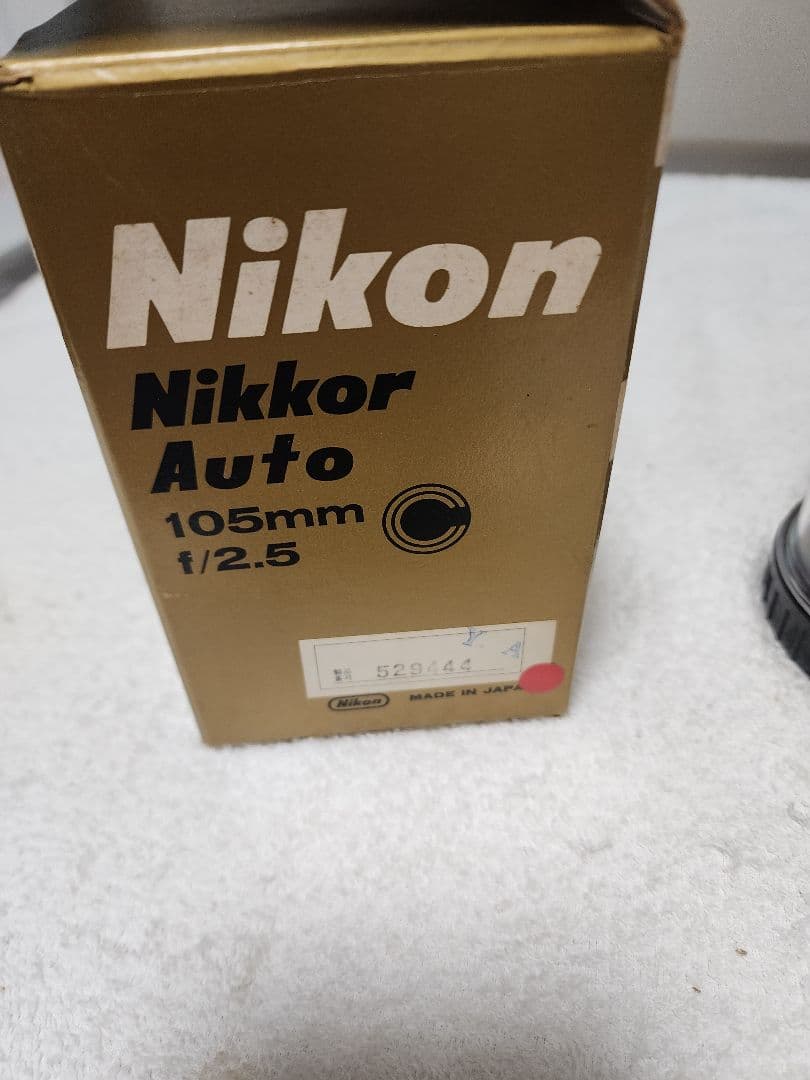 Nikon
Nikkor
Auto
105mm
f/2.5
C
529444
Nikon MADE IN JAPA